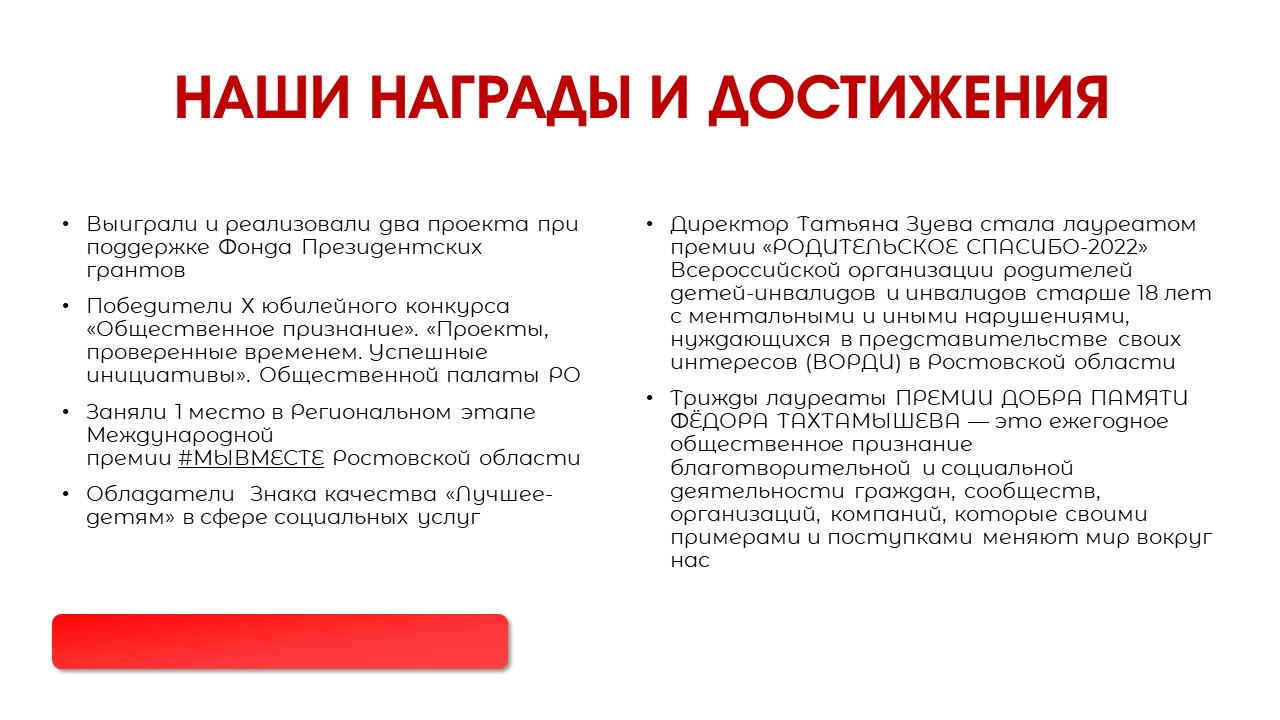 НАШИ НАГРАДЫ И ДОСТИЖЕНИЯ
• Выиграли и реализовали два проекта при
поддержке Фонда Президентских
грантов
• Победители X юбилейного конкурса
«Общественное признание». «Проекты,
проверенные временем. Успешные
инициативы». Общественной палаты РО
• Заняли 1 место в Региональном этапе
Международной
премии #МЫВМЕСТЕ Ростовской области
• Обладатели Знака качества «Лучшее-
детям» в сфере социальных услуг
• Директор Татьяна Зуева стала лауреатом
премии «РОДИТЕЛЬСКОЕ СПАСИБО-2022»
Всероссийской организации родителей
детей-инвалидов и инвалидов старше 18 лет
с ментальными и иными нарушениями,
нуждающихся в представительстве своих
интересов (ВОРДИ) в Ростовской области
• Трижды лауреаты ПРЕМИИ ДОБРА ПАМЯТИ
ФЁДОРА ТАХТАМЫШЕВА — это ежегодное
общественное признание
благотворительной и социальной
деятельности граждан, сообществ,
организаций, компаний, которые своими
примерами и поступками меняют мир вокруг
нас